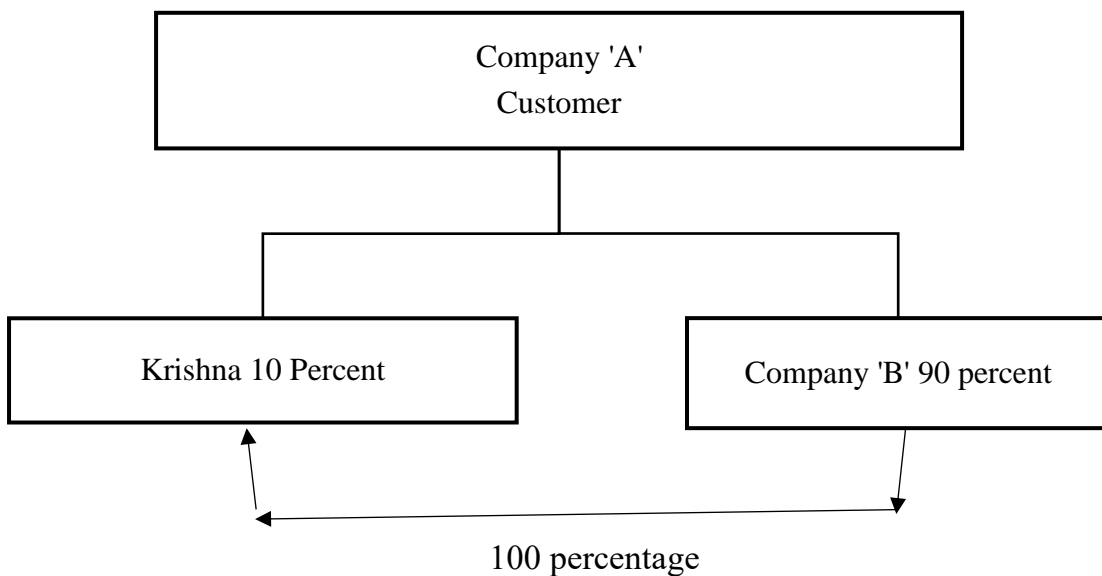 Company 'A'
Customer
Krishna 10 Percent
Company 'B' 90 percent
100 percentage